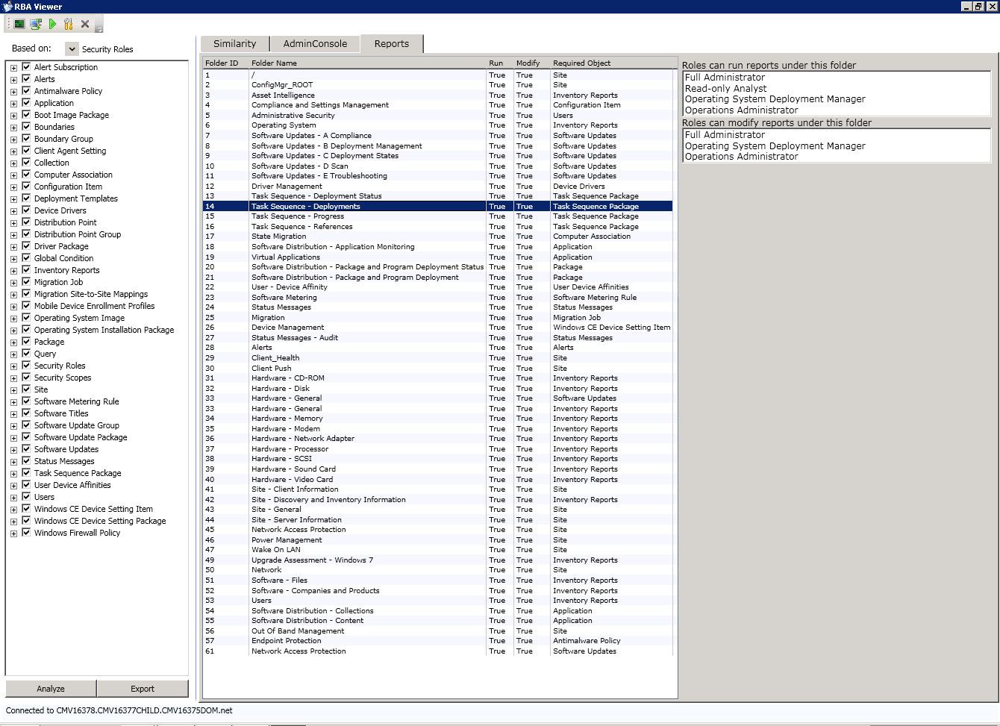 RBA Viewer
Based on: Security Roles
Alert Subscription
Alerts
Antimalware Policy
Application
Boot Image Package
Boundaries
Boundary Group
Client Agent Setting
Collection
Computer Association
Configuration Item
Deployment Templates
Device Drivers
Distribution Point
Distribution Point Group
Driver Package
Global Condition
Inventory Reports
Migration Job
Migration Site-to-Site Mappings
Mobile Device Enrollment Profiles
Operating System Image
Operating System Installation Package
Package
Query
Security Roles
Security Scopes
Site
Software Metering Rule
Software Titles
Software Update Group
Software Update Package
Software Updates
Status Messages
Task Sequence Package
User Device Affinities
Users
Windows CE Device Setting Item
Windows CE Device Setting Package
Windows Firewall Policy
Analyze Export
Similarity AdminConsole Reports
Folder ID Folder Name Run Modify Required Object
1 / True True Site
2 ConfigMgr_ROOT True True Site
3 Asset Intelligence True True Inventory Reports
4 Compliance and Settings Management True True Configuration Item
5 Administrative Security True True Users
6 Operating System True True Inventory Reports
7 Software Updates - A Compliance True True Software Updates
8 Software Updates - B Deployment Management True True Software Updates
9 Software Updates - C Deployment States True True Software Updates
10 Software Updates - D Scan True True Software Updates
11 Software Updates - E Troubleshooting True True Software Updates
12 Driver Management True True Device Drivers
13 Task Sequence - Deployment Status True True Task Sequence Package
14 Task Sequence - Deployments True True Task Sequence Package
15 Task Sequence - Progress True True Task Sequence Package
16 Task Sequence - References True True Task Sequence Package
17 State Migration True True Computer Association
18 Software Distribution - Application Monitoring True True Application
19 Virtual Applications True True Application
20 Software Distribution - Package and Program Deployment Status True True Package
21 Software Distribution - Package and Program Deployment True True Package
22 User - Device Affinity True True User Device Affinities
23 Software Metering True True Software Metering Rule
24 Status Messages True True Status Messages
25 Migration True True Migration Job
26 Device Management True True Windows CE Device Setting Item
27 Status Messages - Audit True True Status Messages
28 Alerts True True Alerts
29 Client_Health True True Site
30 Client Push True True Site
31 Hardware - CD-ROM True True Inventory Reports
32 Hardware - Disk True True Inventory Reports
33 Hardware - General True True Software Updates
33 Hardware - General True True Inventory Reports
34 Hardware - Memory True True Inventory Reports
35 Hardware - Modem True True Inventory Reports
36 Hardware - Network Adapter True True Inventory Reports
37 Hardware - Processor True True Inventory Reports
38 Hardware - SCSI True True Inventory Reports
39 Hardware - Sound Card True True Inventory Reports
40 Hardware - Video Card True True Inventory Reports
41 Site - Client Information True True Site
42 Site - Discovery and Inventory Information True True Inventory Reports
43 Site - General True True Site
44 Site - Server Information True True Site
45 Network Access Protection True True Site
46 Power Management True True Site
47 Wake On LAN True True Site
49 Upgrade Assessment - Windows 7 True True Inventory Reports
50 Network True True Site
51 Software - Files True True Inventory Reports
52 Software - Companies and Products True True Inventory Reports
53 Users True True Inventory Reports
54 Software Distribution - Collections True True Application
55 Software Distribution - Content True True Application
56 Out Of Band Management True True Site
57 Endpoint Protection True True Antimalware Policy
61 Network Access Protection True True Software Updates
Roles can run reports under this folder
Full Administrator
Read-only Analyst
Operating System Deployment Manager
Operations Administrator
Roles can modify reports under this folder
Full Administrator
Operating System Deployment Manager
Operations Administrator
Connected to CMV16378.CMV16377CHILD.CMV16375DOM.net